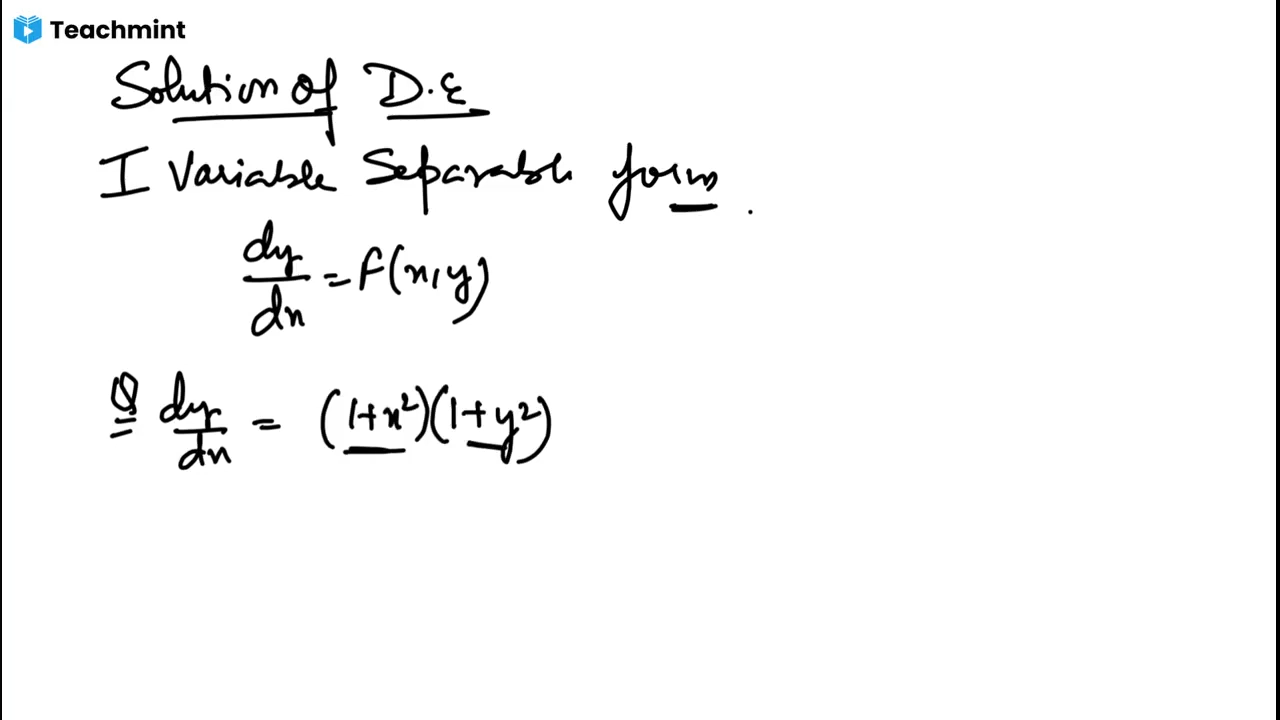 Teachmint
Solution of D.E
I Variable Separable form.
dy/dx = f(x,y)
Q dy/dx = (1+x²)(1+y²)